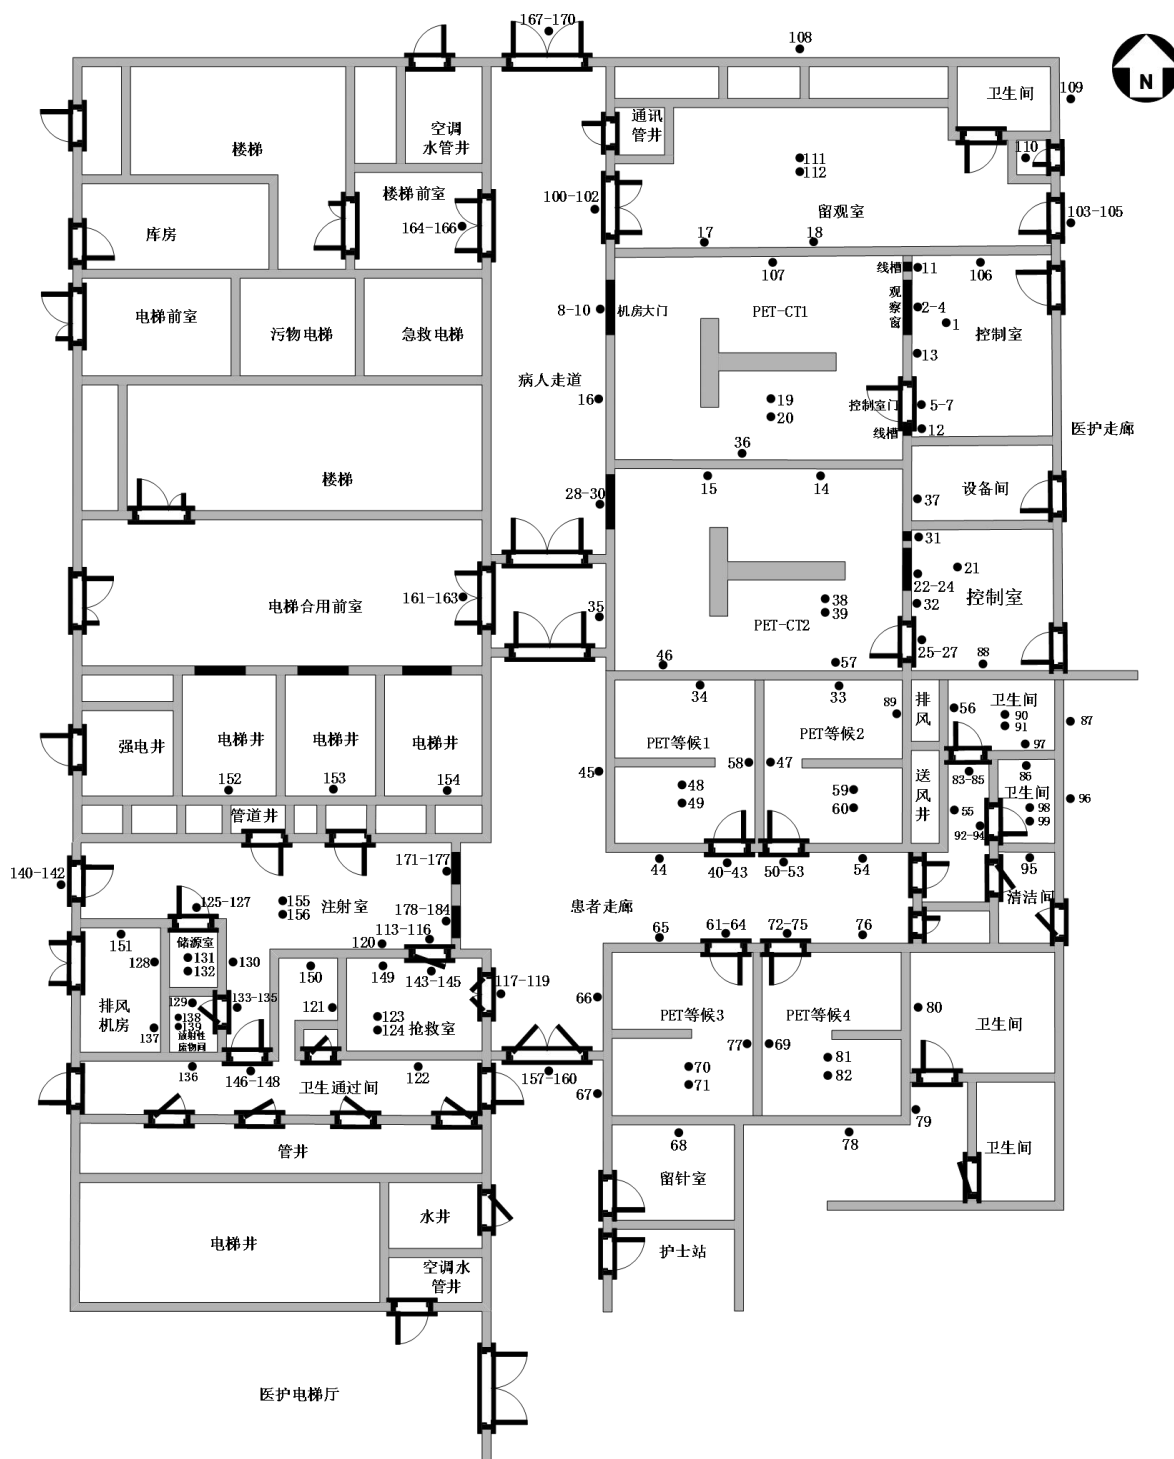 167-170
108
N
109
卫生间
通讯
管井
空调
水管井
楼梯
110
111
112
楼梯前室
100-102
留观室
103-105
164-166
库房
17
18
107
线槽
11
106
观
察
窗
2-4
1
8-10
机房大门
PET-CT1
控制室
电梯前室
污物电梯
急救电梯
13
病人走道
16
19
20
控制室门
5-7
线槽
12
医护走廊
36
楼梯
28-30
15
14
37
设备间
31
21
22-24
32
控制室
电梯合用前室
161-163
35
38
39
PET-CT2
25-27
46
57
88
34
33
89
排
风
56
卫生间
90
91
87
97
强电井
电梯井
电梯井
电梯井
PET等候1
PET等候2
45
58
47
送
风
井
83-85
86
卫生间
152
153
154
48
49
59
60
55
98
99
96
92-94
管道井
44
40-43
50-53
54
95
171-177
140-142
125-127
155
156
注射室
178-184
患者走廊
清洁间
113-116
120
65
61-64
72-75
76
151
储源室
128
131
132
130
150
149
143-145
117-119
129
133-135
121
123
124
抢救室
66
PET等候3
PET等候4
80
卫生间
排风
机房
137
138
139
放射性
废物间
77
69
136
146-148
122
157-160
70
71
81
82
卫生通过间
67
79
管井
68
78
卫生间
留针室
水井
电梯井
护士站
空调水
管井
医护电梯厅